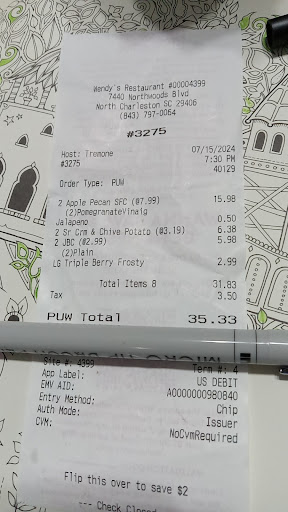 Wendy's Restaurant #00004399
7440 Northwoods Blvd
North Charleston SC 29406
(843) 797-0064
#3275
Host: Tremone 07/15/2024
#3275 7:30 PM
40129
Order Type: PUW
2 Apple Pecan SFC (@7.99) 15.98
(2)PomegranateVinaig
Jalapeno 0.50
2 Sr Crm & Chive Potato (@3.19) 6.38
2 JBC (@2.99) 5.98
(2)Plain
LG Triple Berry Frosty 2.99
Total Items 8 31.83
Tax 3.50
PUW Total 35.33
Site #: 4399 Term #: 4
App Label: US DEBIT
EMV AID: A0000000980840
Entry Method: Chip
Auth Mode: Issuer
CVM: NoCvmRequired
Flip this over to save $2
--- Check Closed